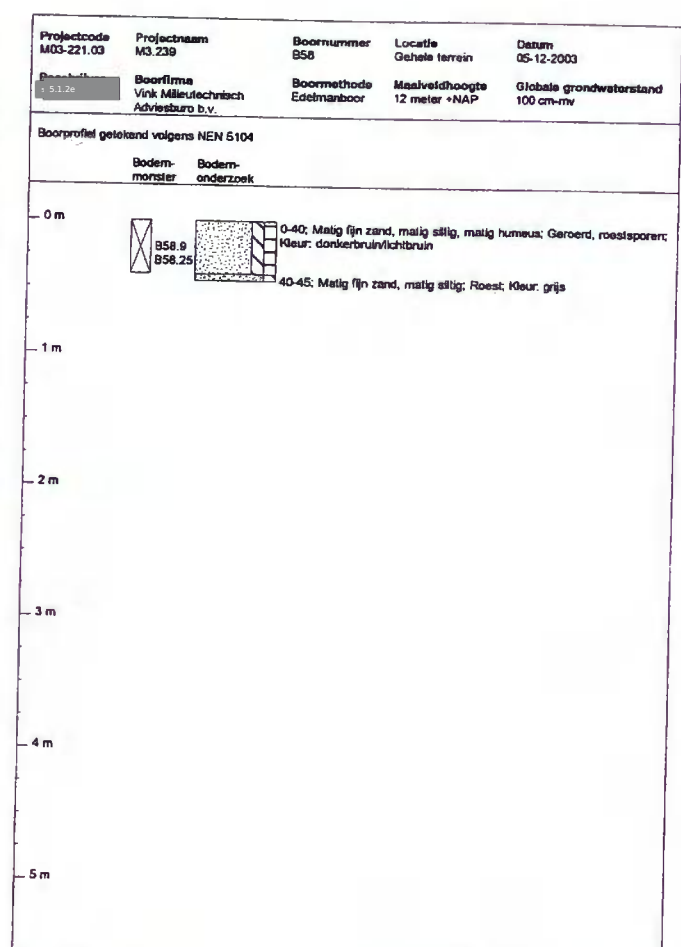 Projectcode Projectnaam Boornummer Locatie Datum
M03-221.03 M3.239 B58 Gehele terrein 05-12-2003
Boorfirma Boormethode Maaiveldhoogte Globale grondwaterstand
5.1.2e Vink Milieutechnisch Edelmanboor 12 meter +NAP 100 cm-mv
Adviesburo b.v.
Boorprofiel getekend volgens NEN 5104
Bodem- Bodem-
monster onderzoek
0 m
0-40; Matig fijn zand, matig siltig, matig humeus; Geroerd, roestsporen;
B58.9 Kleur: donkerbruin/lichtbruin
B58.25
40-45; Matig fijn zand, matig siltig; Roest; Kleur: grijs
1 m
2 m
3 m
4 m
5 m